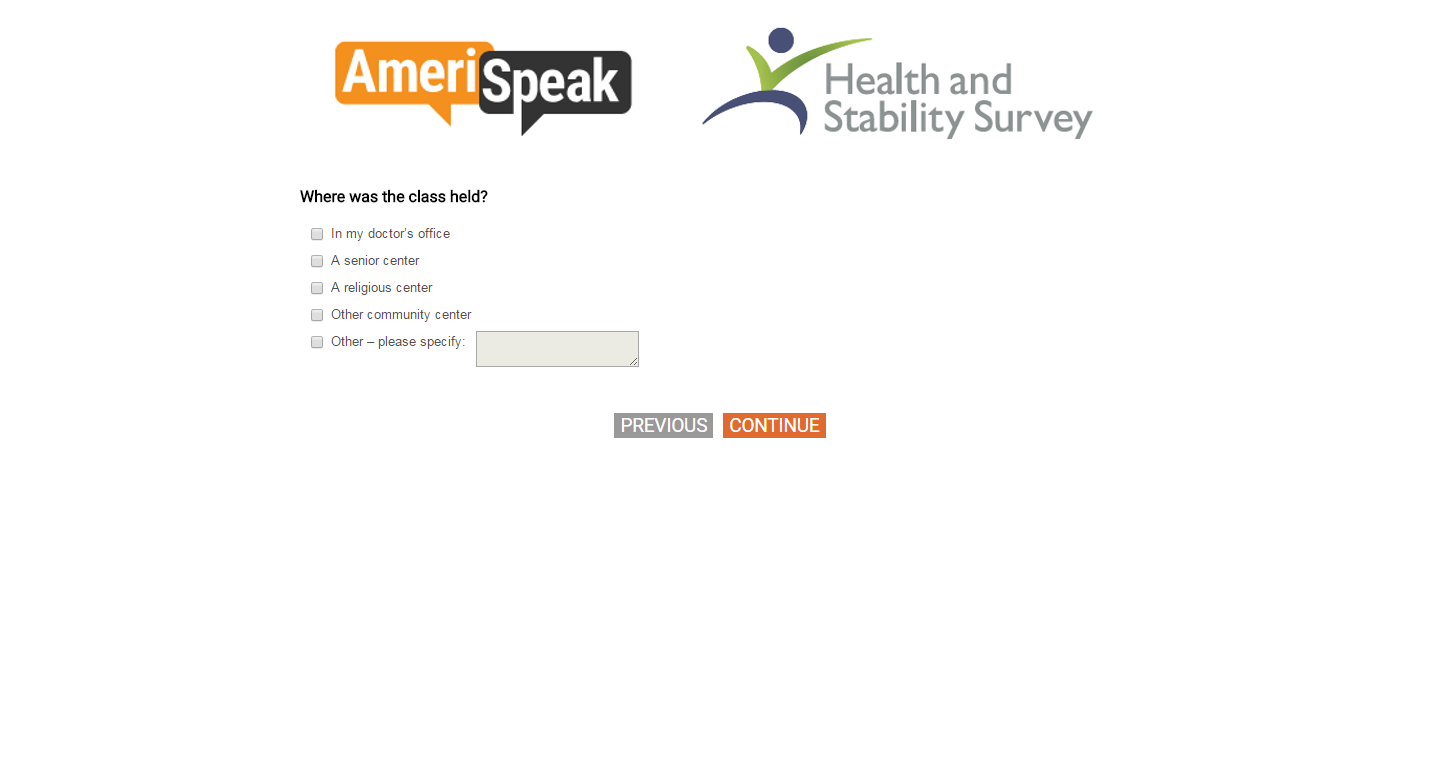 AmeriSpeak
Health and
Stability Survey
Where was the class held?
In my doctor's office
A senior center
A religious center
Other community center
Other – please specify:
PREVIOUS CONTINUE